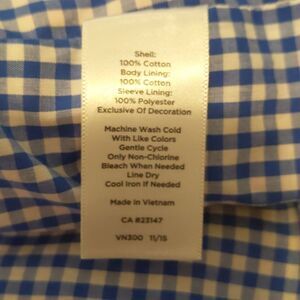 Shell:
100% Cotton
Body Lining:
100% Cotton
Sleeve Lining:
100% Polyester
Exclusive Of Decoration
Machine Wash Cold
With Like Colors
Gentle Cycle
Only Non-Chlorine
Bleach When Needed
Line Dry
Cool Iron If Needed
Made in Vietnam
CA #23147
VN300 11/15